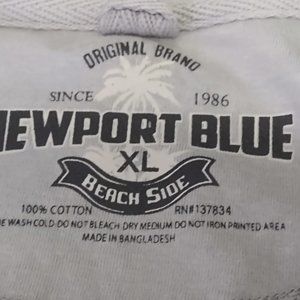 ORIGINAL BRAND
SINCE 1986
NEWPORT BLUE
XL
BEACH SIDE
100% COTTON RN#137834
WASH COLD DO NOT BLEACH DRY MEDIUM DO NOT IRON PRINTED AREA
MADE IN BANGLADESH